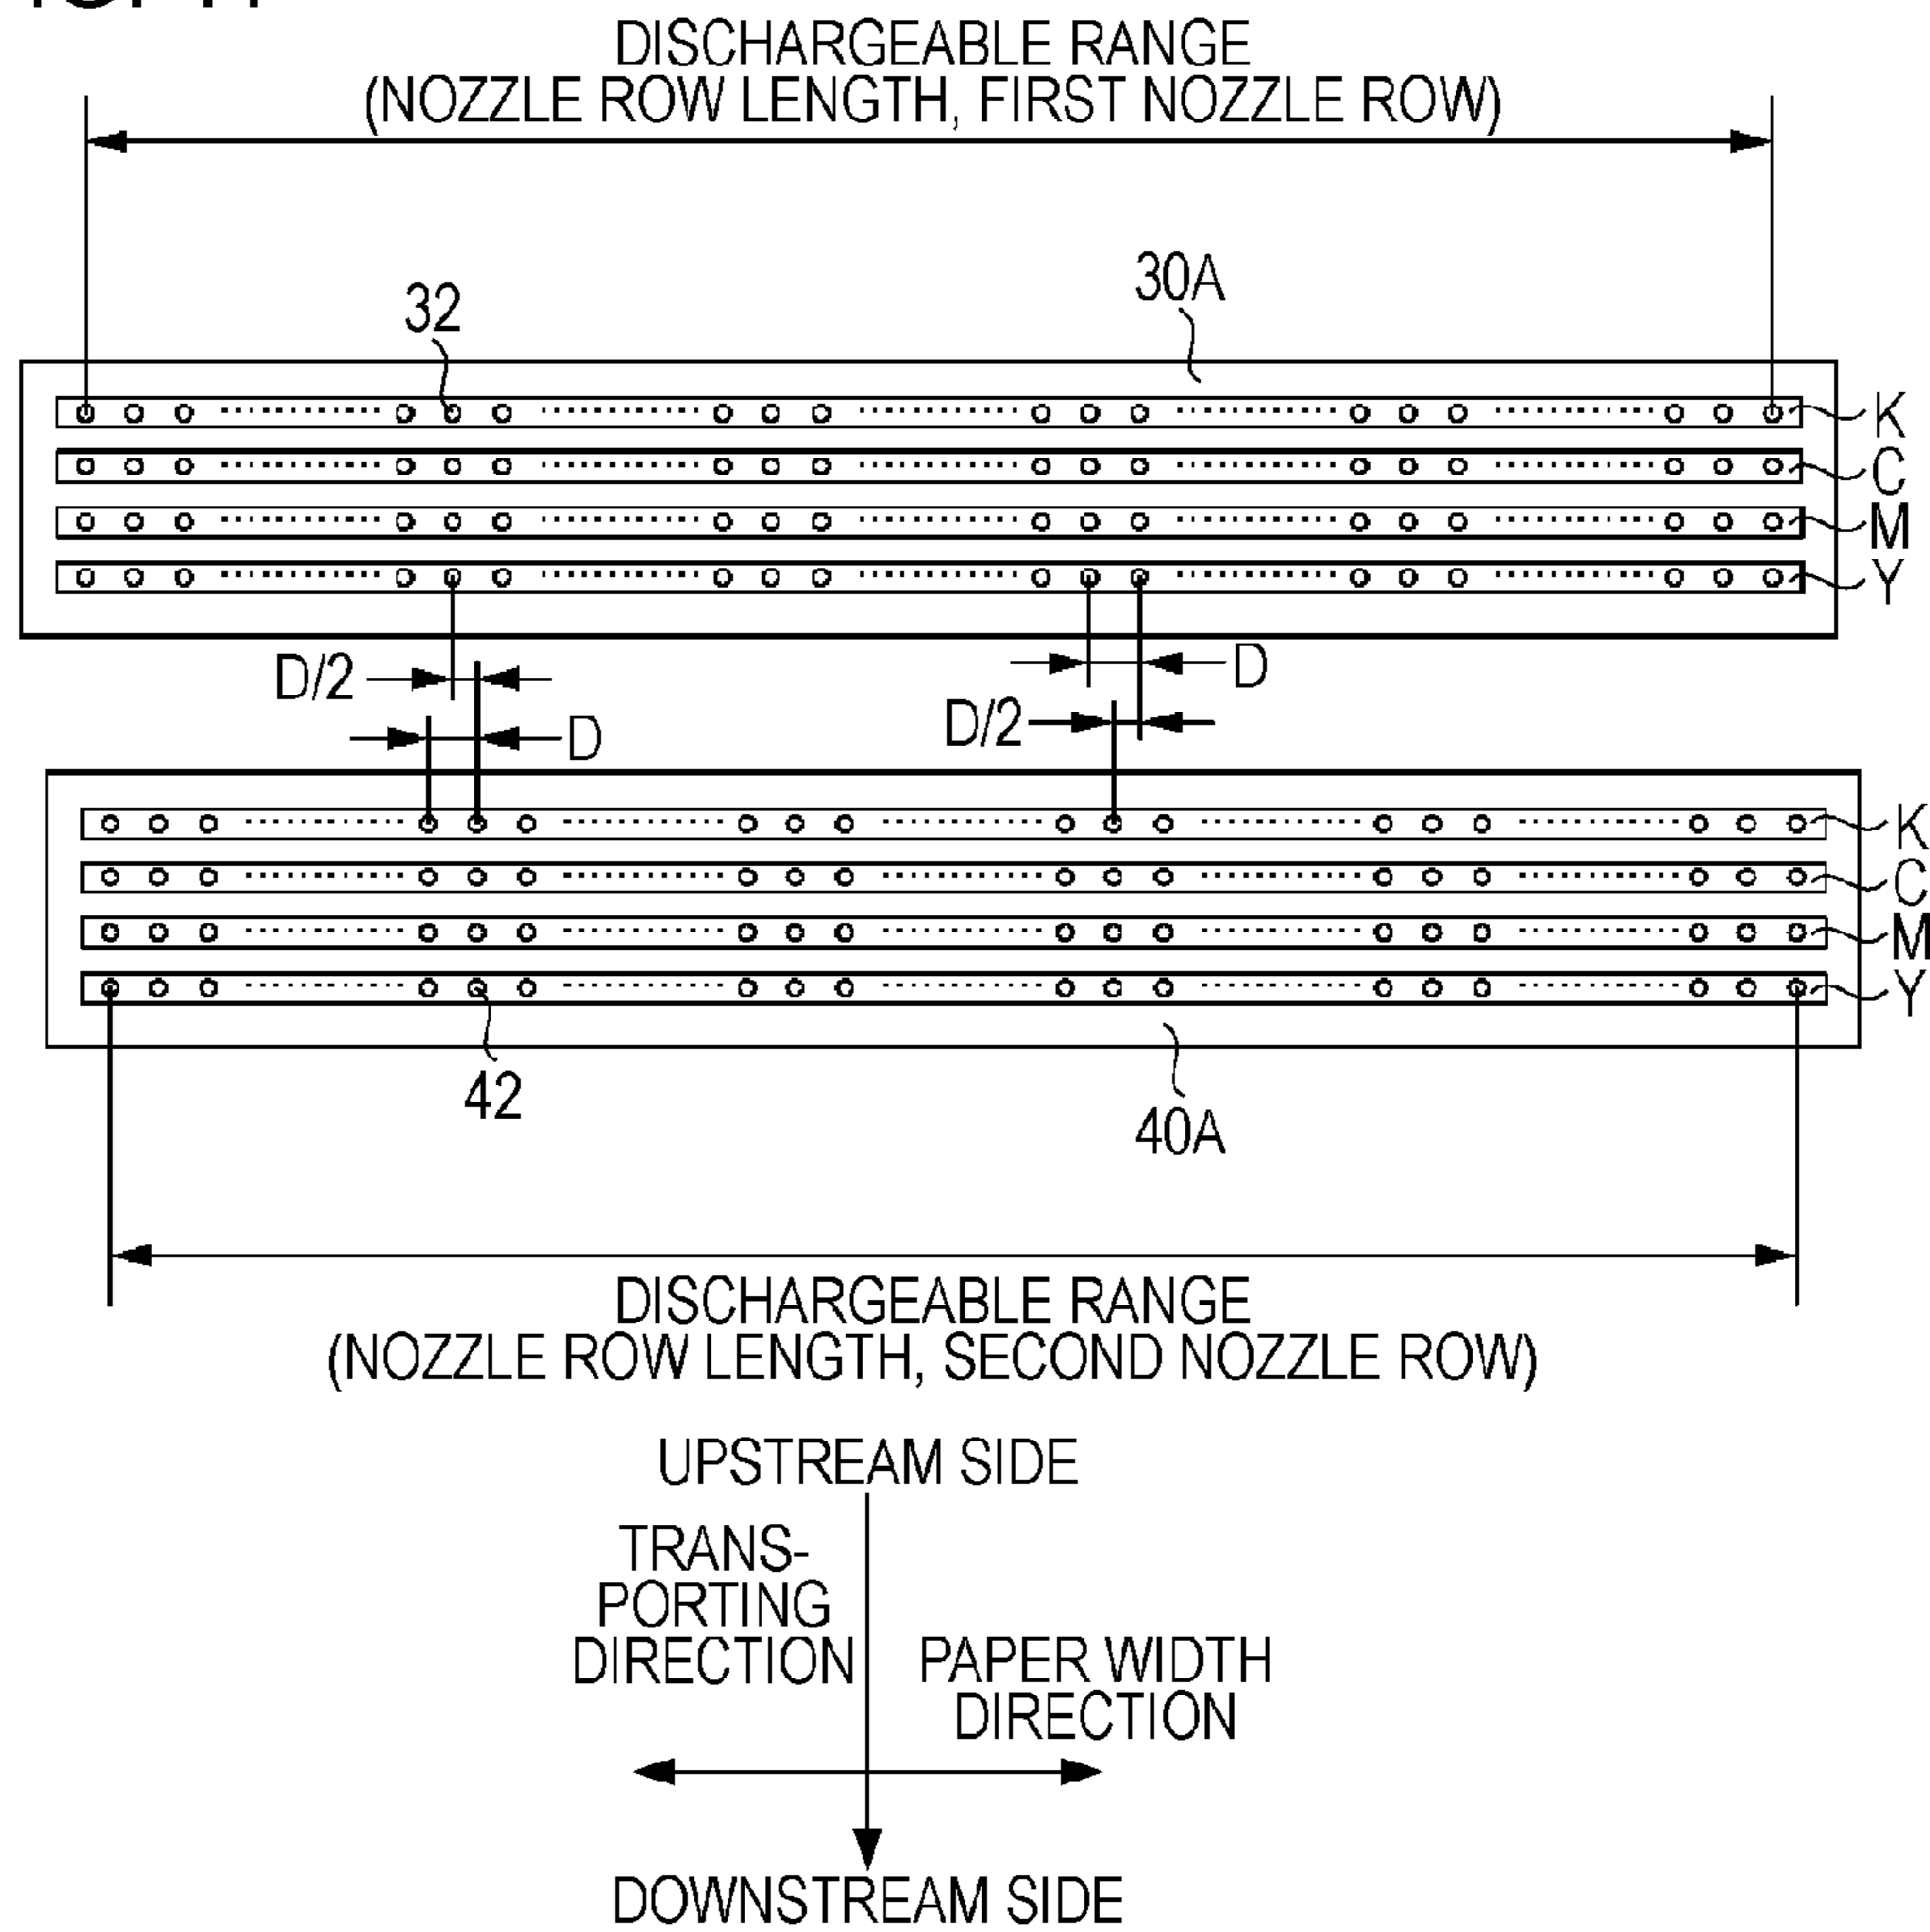 DISCHARGEABLE RANGE
(NOZZLE ROW LENGTH, FIRST NOZZLE ROW)
32
30A
K
C
M
Y
D/2
D
D
D/2
K
C
M
Y
42
40A
DISCHARGEABLE RANGE
(NOZZLE ROW LENGTH, SECOND NOZZLE ROW)
UPSTREAM SIDE
TRANS-
PORTING
DIRECTION
PAPER WIDTH
DIRECTION
DOWNSTREAM SIDE